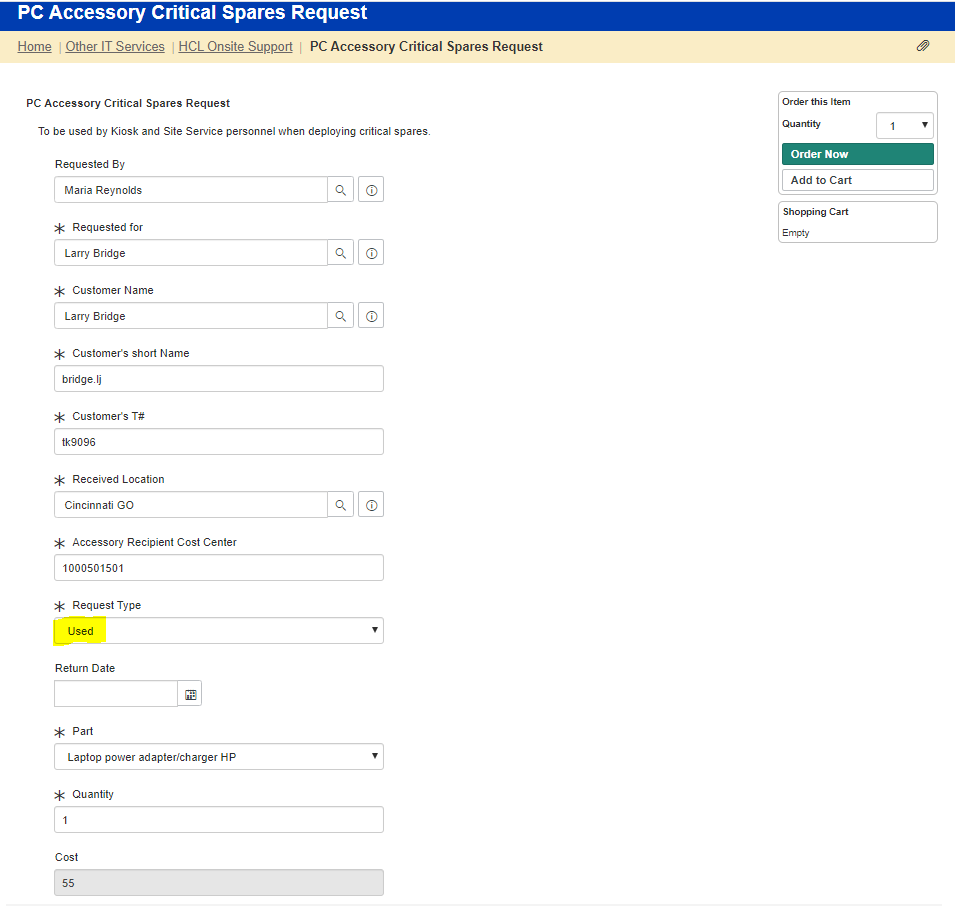 PC Accessory Critical Spares Request
Home | Other IT Services | HCL Onsite Support | PC Accessory Critical Spares Request
PC Accessory Critical Spares Request
To be used by Kiosk and Site Service personnel when deploying critical spares.
Requested By
Maria Reynolds
Requested for
Larry Bridge
Customer Name
Larry Bridge
Customer's short Name
bridge.lj
Customer's T#
tk9096
Received Location
Cincinnati GO
Accessory Recipient Cost Center
1000501501
Request Type
Used
Return Date
Part
Laptop power adapter/charger HP
Quantity
1
Cost
55
Order this Item
Quantity 1
Order Now
Add to Cart
Shopping Cart
Empty